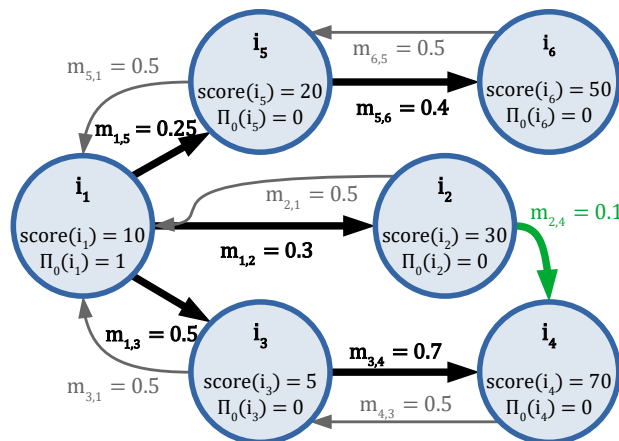 i₅
score(i₅) = 20
Π₀(i₅) = 0
m₆,₅ = 0.5
i₆
score(i₆) = 50
Π₀(i₆) = 0
m₅,₁ = 0.5
m₁,₅ = 0.25
m₅,₆ = 0.4
i₁
score(i₁) = 10
Π₀(i₁) = 1
m₂,₁ = 0.5
m₁,₂ = 0.3
i₂
score(i₂) = 30
Π₀(i₂) = 0
m₂,₄ = 0.1
m₁,₃ = 0.5
m₃,₁ = 0.5
i₃
score(i₃) = 5
Π₀(i₃) = 0
m₃,₄ = 0.7
m₄,₃ = 0.5
i₄
score(i₄) = 70
Π₀(i₄) = 0